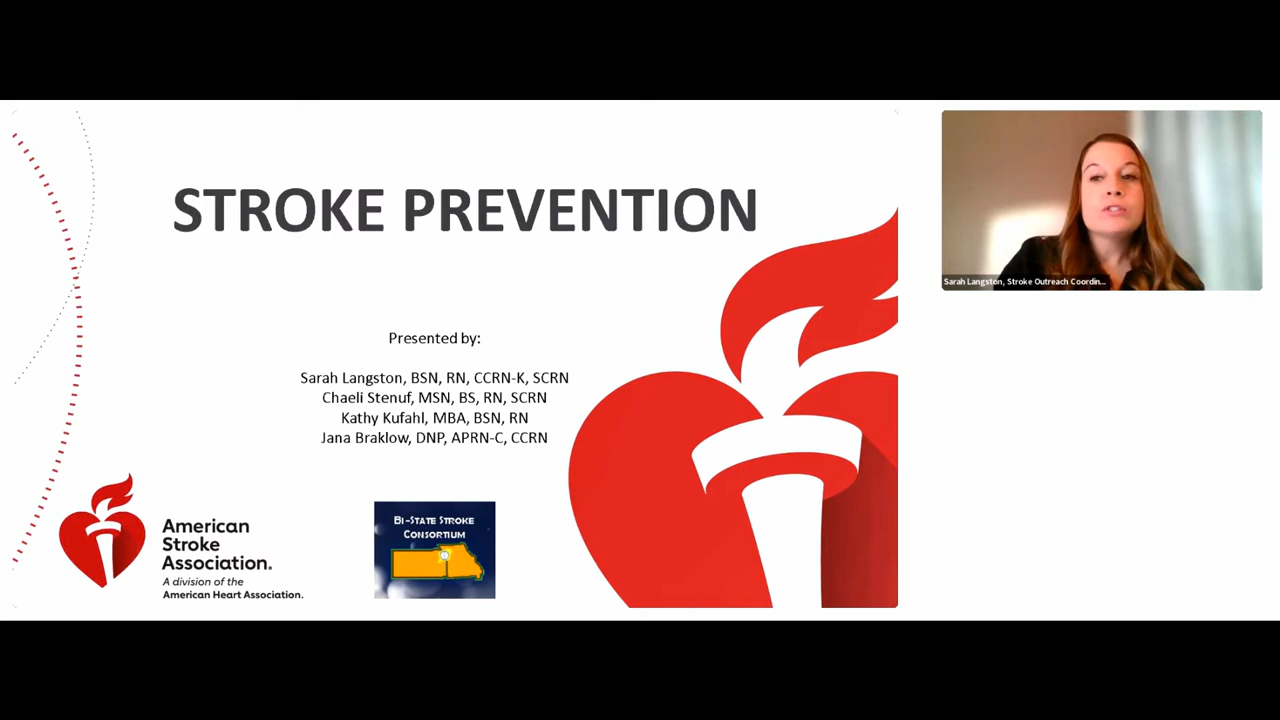 STROKE PREVENTION
Presented by:
Sarah Langston, BSN, RN, CCRN-K, SCRN
Chaeli Stenuf, MSN, BS, RN, SCRN
Kathy Kufahl, MBA, BSN, RN
Jana Braklow, DNP, APRN-C, CCRN
American
Stroke
Association.
A division of the
American Heart Association.
BI-STATE STROKE
CONSORTIUM
Sarah Langston, Stroke Outreach Coordin...